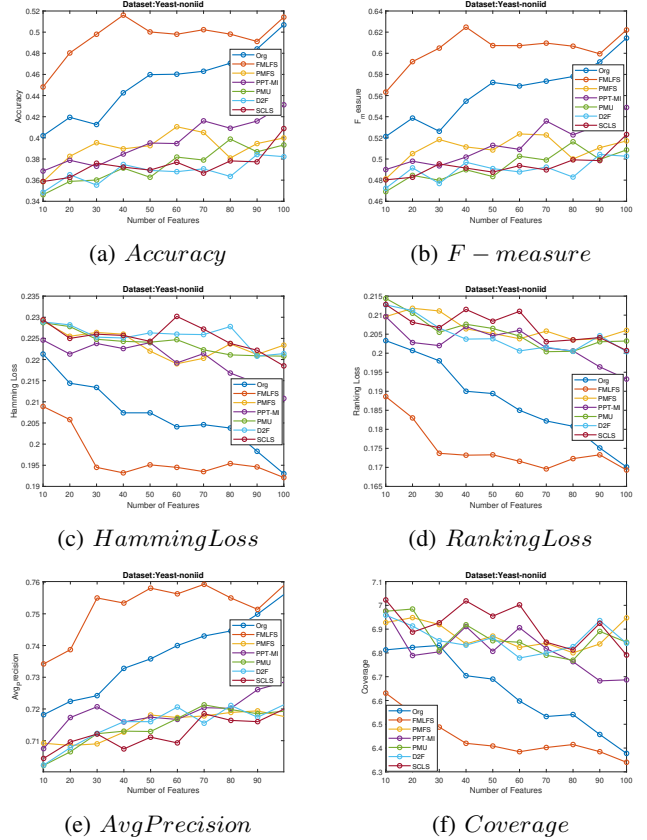 Dataset:Yeast-noniid
Dataset:Yeast-noniid
0.52
0.5
0.48
0.46
0.44
0.42
0.4
0.38
0.36
0.34
Accuracy
Org
FMLFS
PMFS
PPT-MI
PMU
D2F
SCLS
10 20 30 40 50 60 70 80 90 100
Number of Features
0.64
0.62
0.6
0.58
0.56
0.54
0.52
0.5
0.48
0.46
F_measure
Org
FMLFS
PMFS
PPT-MI
PMU
D2F
SCLS
10 20 30 40 50 60 70 80 90 100
Number of Features
(a) Accuracy
(b) F − measure
Dataset:Yeast-noniid
Dataset:Yeast-noniid
0.235
0.23
0.225
0.22
0.215
0.21
0.205
0.2
0.195
0.19
Hamming Loss
Org
FMLFS
PMFS
PPT-MI
PMU
D2F
SCLS
10 20 30 40 50 60 70 80 90 100
Number of Features
0.215
0.21
0.205
0.2
0.195
0.19
0.185
0.18
0.175
0.17
0.165
Ranking Loss
Org
FMLFS
PMFS
PPT-MI
PMU
D2F
SCLS
10 20 30 40 50 60 70 80 90 100
Number of Features
(c) HammingLoss
(d) RankingLoss
Dataset:Yeast-noniid
Dataset:Yeast-noniid
0.76
0.75
0.74
0.73
0.72
0.71
Avgprecision
Org
FMLFS
PMFS
PPT-MI
PMU
D2F
SCLS
10 20 30 40 50 60 70 80 90 100
Number of Features
7.1
7
6.9
6.8
6.7
6.6
6.5
6.4
6.3
Coverage
Org
FMLFS
PMFS
PPT-MI
PMU
D2F
SCLS
10 20 30 40 50 60 70 80 90 100
Number of Features
(e) AvgPrecision
(f) Coverage